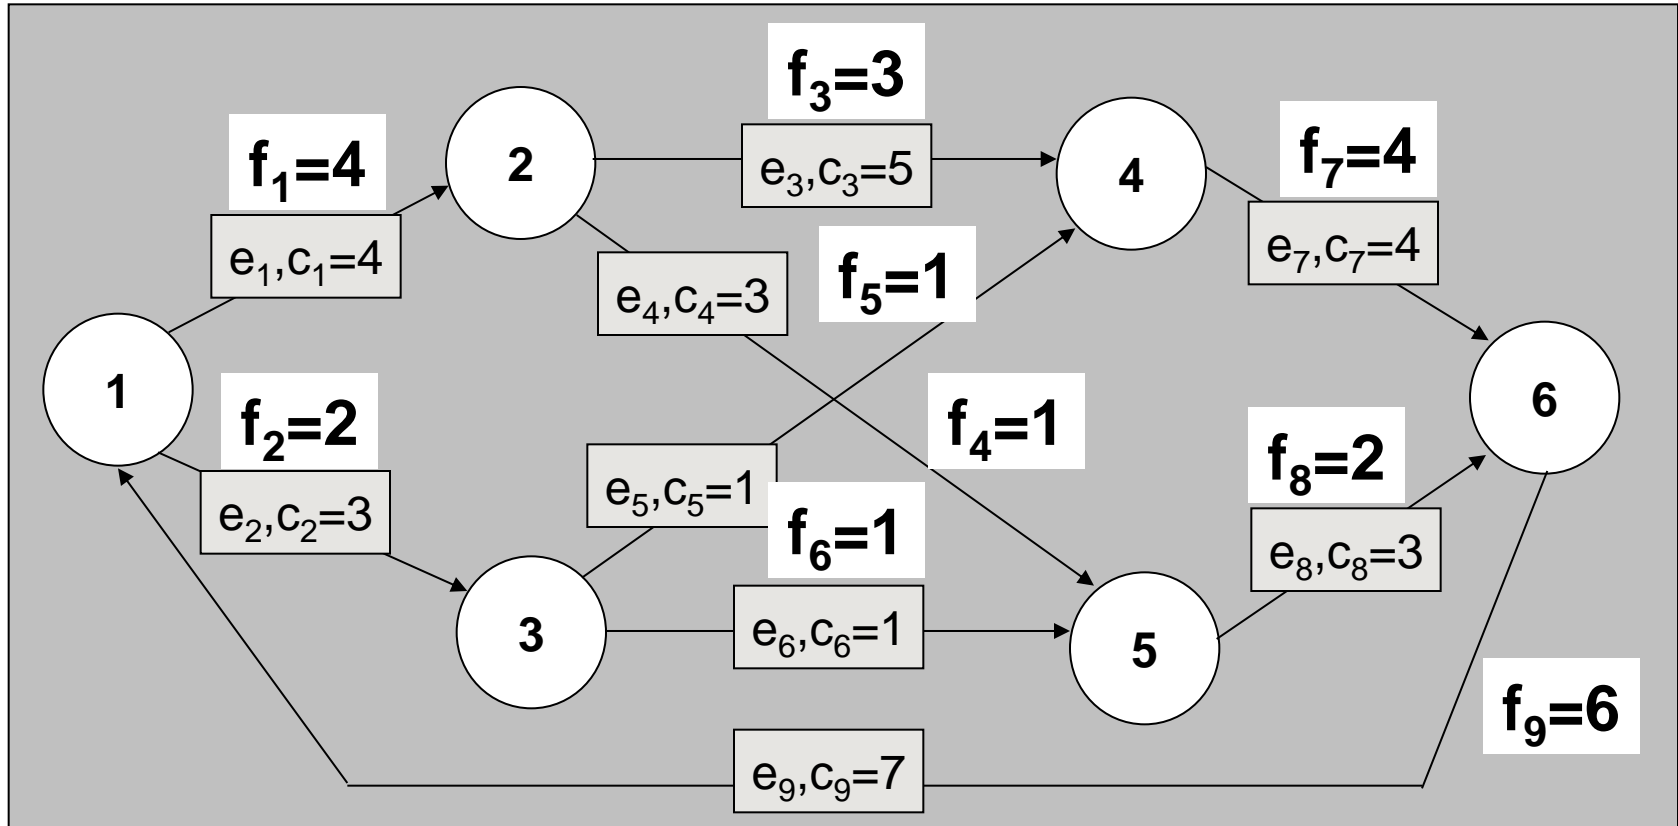 f₃=3
f₁=4
2
4
f₇=4
e₃,c₃=5
e₁,c₁=4
e₄,c₄=3
f₅=1
e₇,c₇=4
1
f₂=2
f₄=1
6
e₂,c₂=3
e₅,c₅=1
f₈=2
f₆=1
e₈,c₈=3
3
e₆,c₆=1
5
f₉=6
e₉,c₉=7